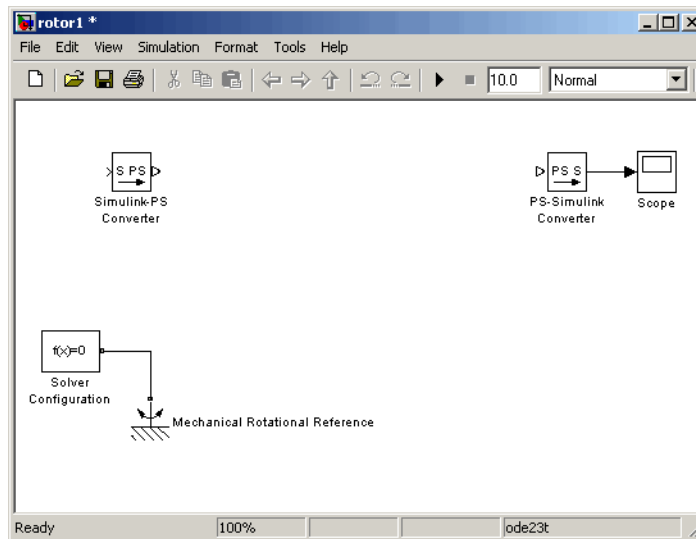 rotor1 *
File Edit View Simulation Format Tools Help
10.0 Normal
S PS
Simulink-PS
Converter
PS S
PS-Simulink
Converter
Scope
f(x)=0
Solver
Configuration
Mechanical Rotational Reference
Ready 100% ode23t